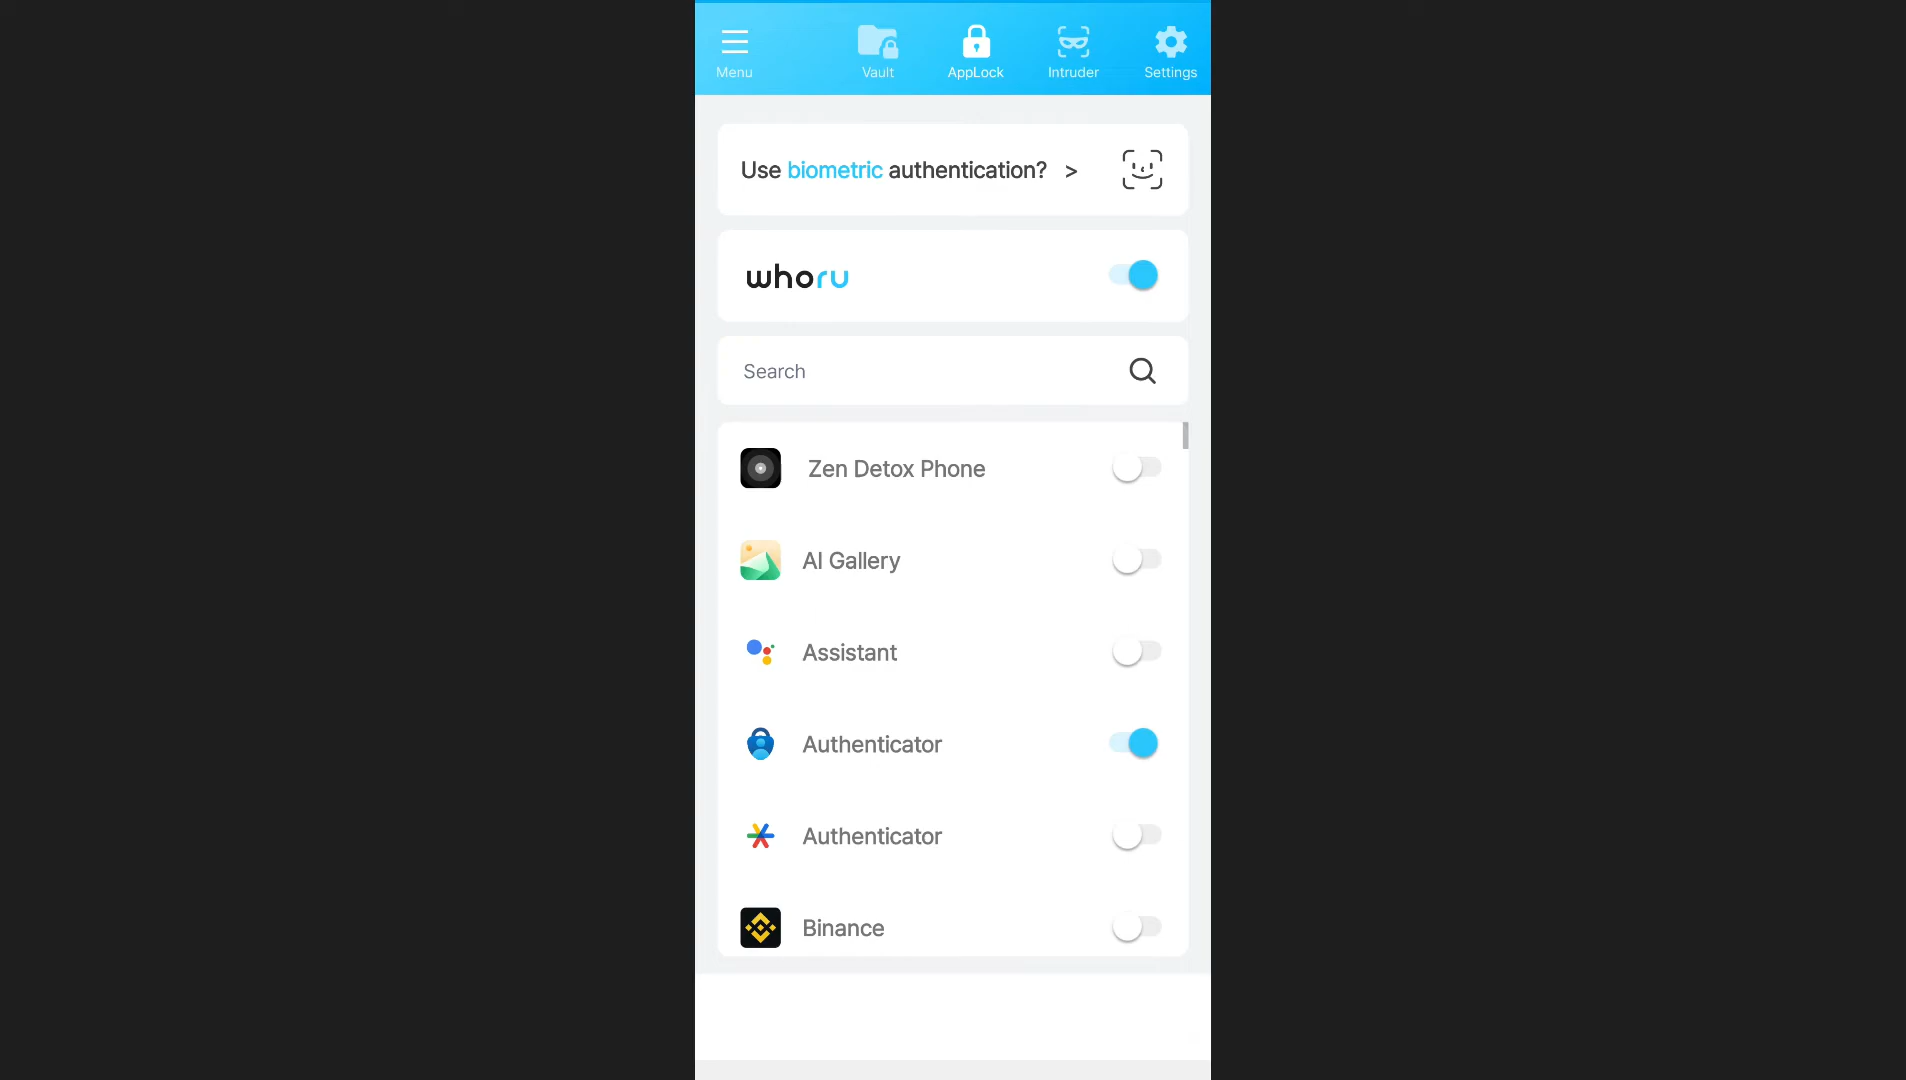 Menu
Vault
AppLock
Intruder
Settings
Use biometric authentication? >
whoru
Search
Zen Detox Phone
AI Gallery
Assistant
Authenticator
Authenticator
Binance